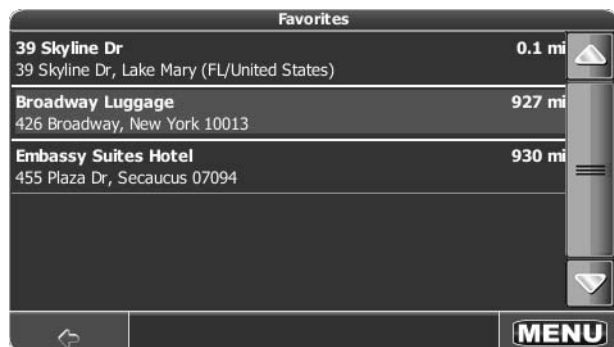 Favorites
39 Skyline Dr 0.1 mi
39 Skyline Dr, Lake Mary (FL/United States)
Broadway Luggage 927 mi
426 Broadway, New York 10013
Embassy Suites Hotel 930 mi
455 Plaza Dr, Secaucus 07094
MENU